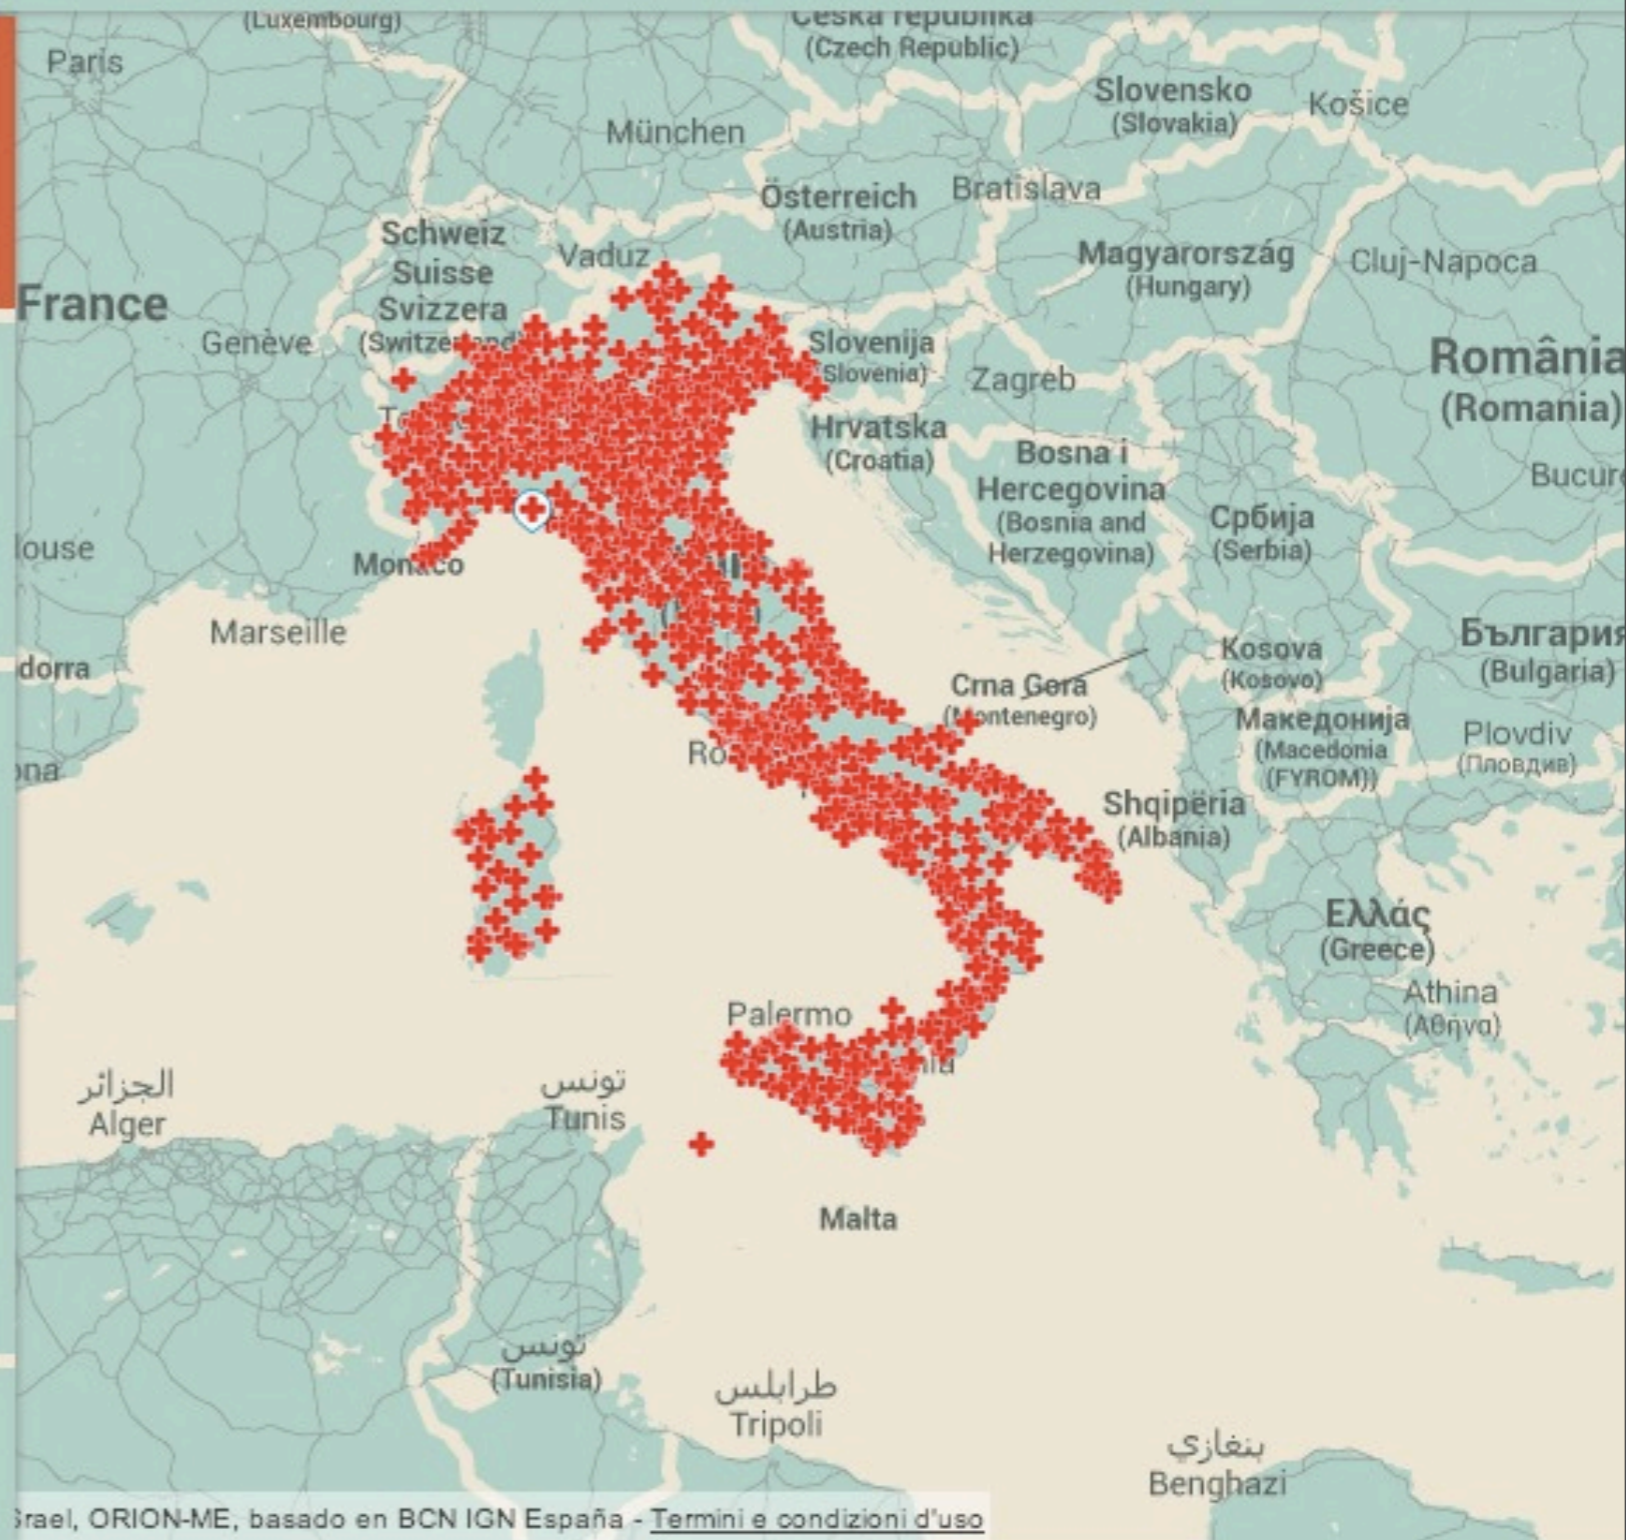 (Luxembourg)
Česká republika
(Czech Republic)
Paris
Slovensko
(Slovakia)
Košice
München
Österreich
(Austria)
Bratislava
Schweiz
Suisse
Svizzera
Vaduz
Magyarország
(Hungary)
Cluj-Napoca
France
Genève
Slovenija
(Slovenia)
Zagreb
România
(Romania)
Hrvatska
(Croatia)
Bosna i
Hercegovina
(Bosnia and
Herzegovina)
Србија
(Serbia)
Monaco
Marseille
Kosova
(Kosovo)
България
(Bulgaria)
Crna Gora
(Montenegro)
Македонија
(Macedonia
(FYROM))
Plovdiv
(Пловдив)
Shqipëria
(Albania)
Ελλάς
(Greece)
Athina
(Αθήνα)
Palermo
الجزائر
Alger
تونس
Tunis
Malta
تونس
(Tunisia)
طرابلس
Tripoli
بنغازي
Benghazi
ORION-ME, basado en BCN IGN España - Termini e condizioni d'uso